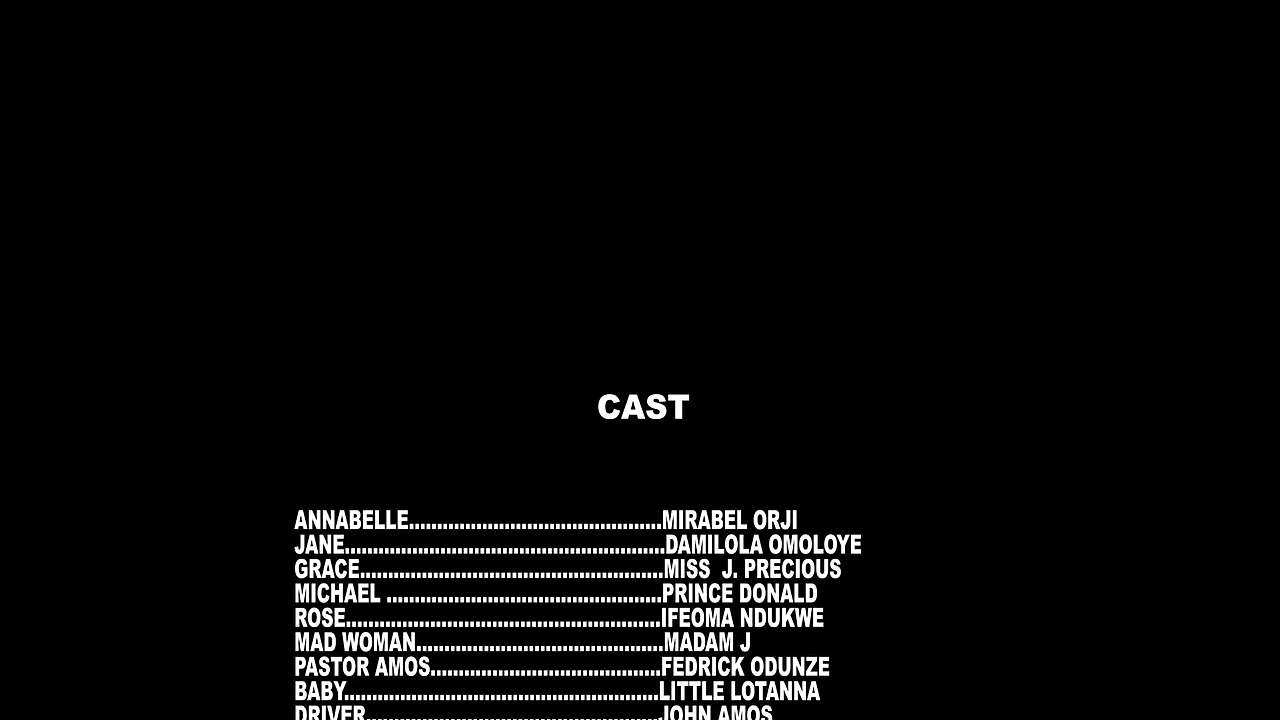 CAST
ANNABELLE..............................................MIRABEL ORJI
JANE..........................................................DAMILOLA OMOLOYE
GRACE.......................................................MISS  J. PRECIOUS
MICHAEL ..................................................PRINCE DONALD
ROSE.........................................................IFEOMA NDUKWE
MAD WOMAN.............................................MADAM J
PASTOR AMOS..........................................FEDRICK ODUNZE
BABY.........................................................LITTLE LOTANNA
DRIVER.....................................................JOHN AMOS